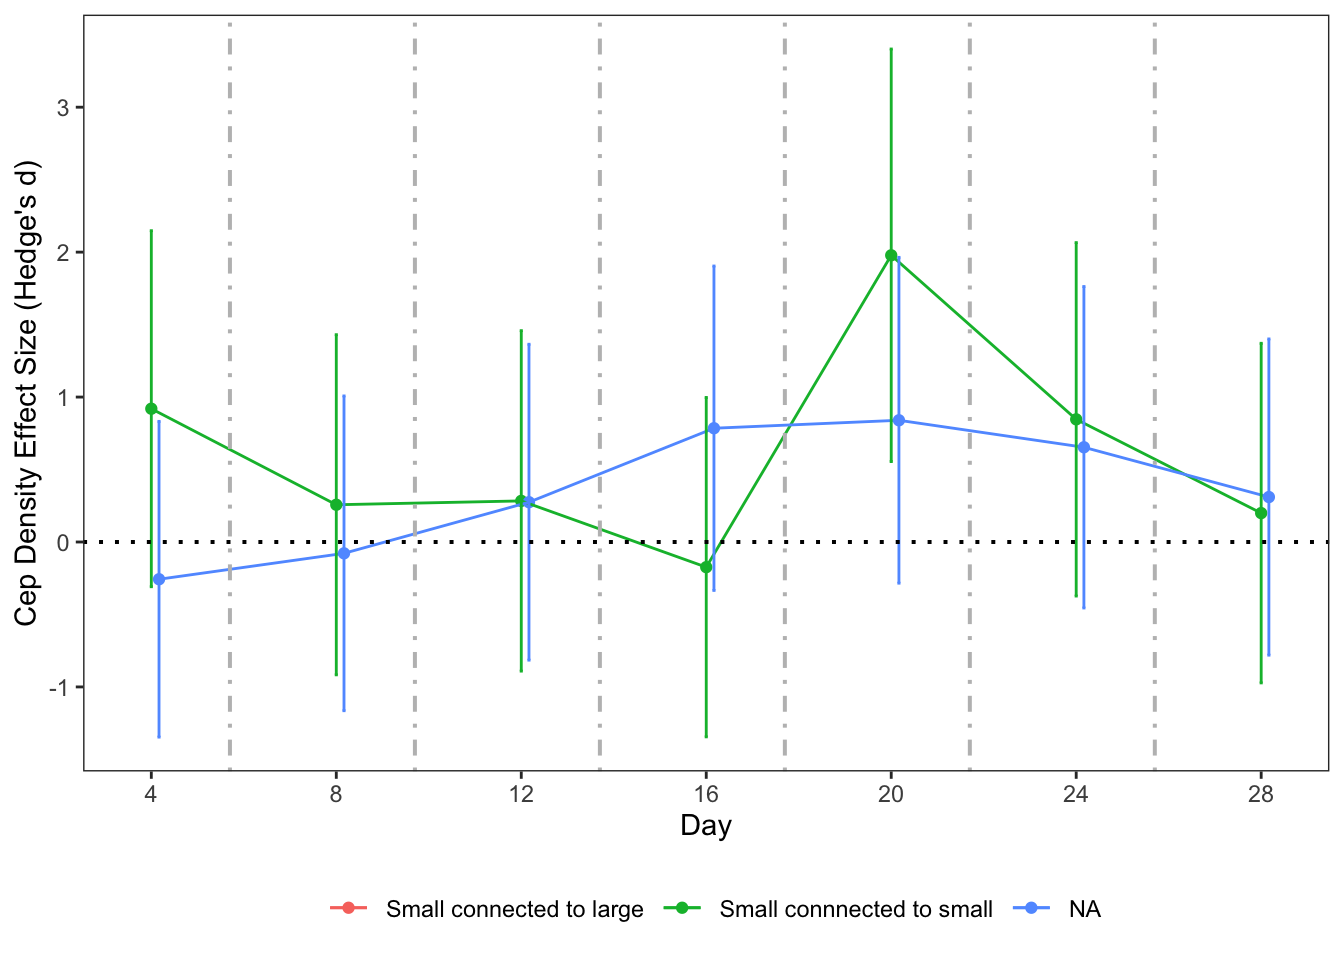 Cep Density Effect Size (Hedge's d)
3
2
1
0
-1
4 8 12 16 20 24 28
Day
Small connected to large Small connnected to small NA